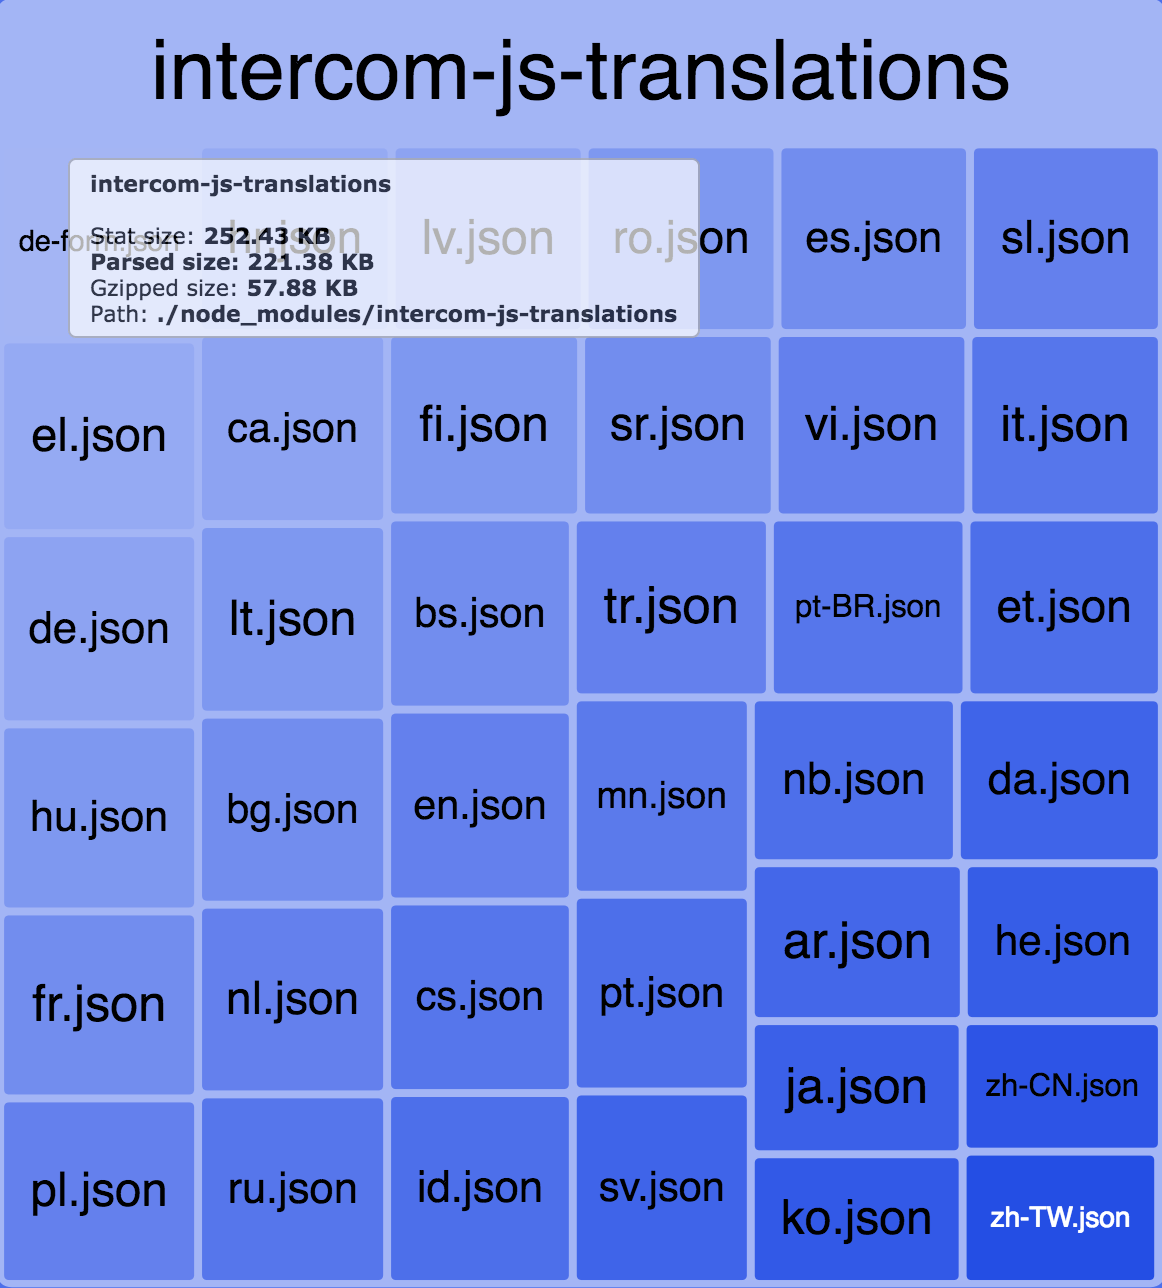 intercom-js-translations
intercom-js-translations
Stat size: 252.43 KB
Parsed size: 221.38 KB
Gzipped size: 57.88 KB
Path: ./node_modules/intercom-js-translations
de-form.json
hr.json
lv.json
ro.json
es.json
sl.json
el.json
ca.json
fi.json
sr.json
vi.json
it.json
de.json
lt.json
bs.json
tr.json
pt-BR.json
et.json
hu.json
bg.json
en.json
mn.json
nb.json
da.json
fr.json
nl.json
cs.json
pt.json
ar.json
he.json
pl.json
ru.json
id.json
sv.json
ja.json
zh-CN.json
ko.json
zh-TW.json